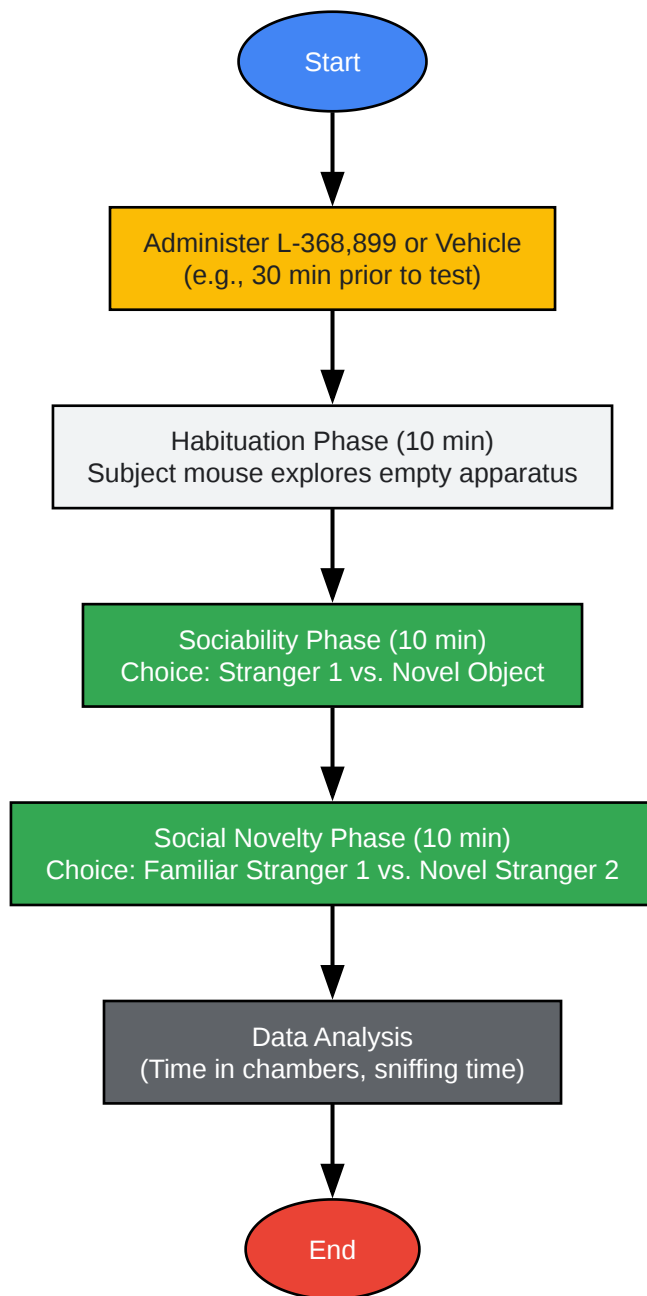 Start
Administer L-368,899 or Vehicle
(e.g., 30 min prior to test)
Habituation Phase (10 min)
Subject mouse explores empty apparatus
Sociability Phase (10 min)
Choice: Stranger 1 vs. Novel Object
Social Novelty Phase (10 min)
Choice: Familiar Stranger 1 vs. Novel Stranger 2
Data Analysis
(Time in chambers, sniffing time)
End